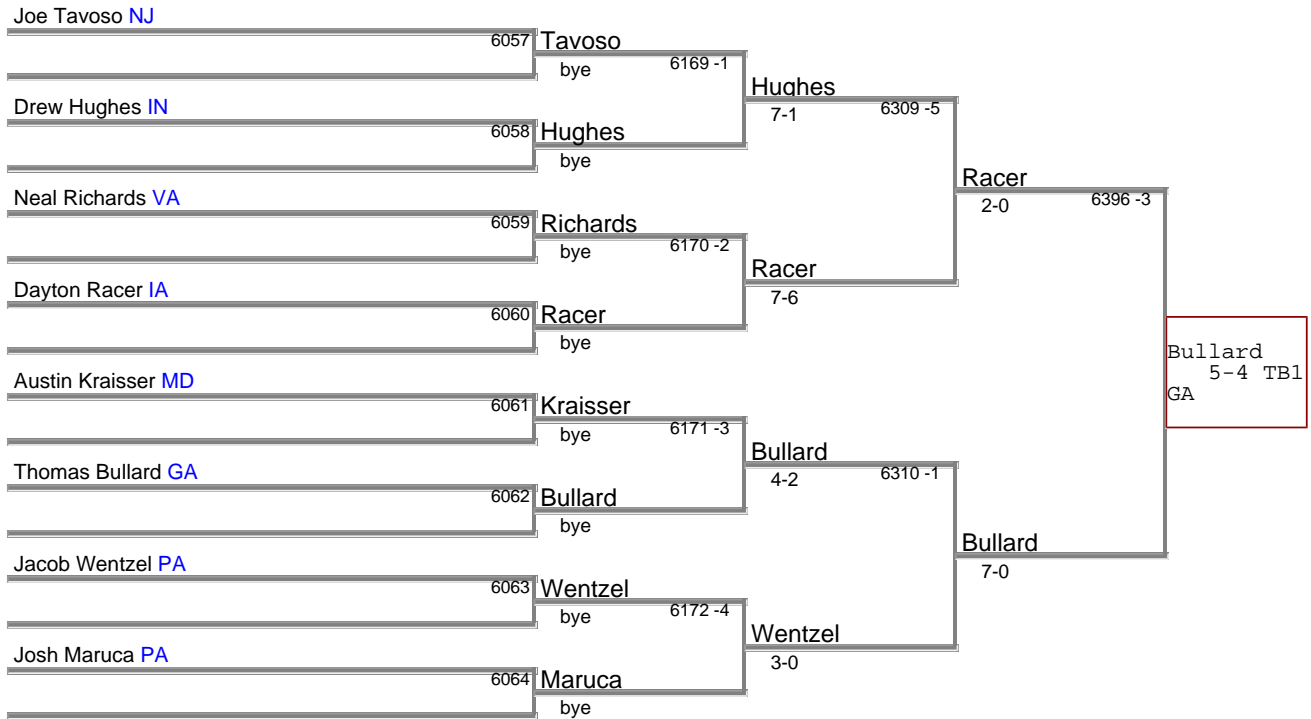 Joe Tavoso NJ
6057
Tavoso
bye
6169 -1
Drew Hughes IN
6058
Hughes
bye
Hughes
7-1
6309 -5
Neal Richards VA
6059
Richards
bye
6170 -2
Dayton Racer IA
6060
Racer
bye
Racer
7-6
Racer
2-0
6396 -3
Austin Kraisser MD
6061
Kraisser
bye
6171 -3
Thomas Bullard GA
6062
Bullard
bye
Bullard
4-2
6310 -1
Jacob Wentzel PA
6063
Wentzel
bye
6172 -4
Josh Maruca PA
6064
Maruca
bye
Wentzel
3-0
Bullard
7-0
Bullard
5-4 TB1
GA